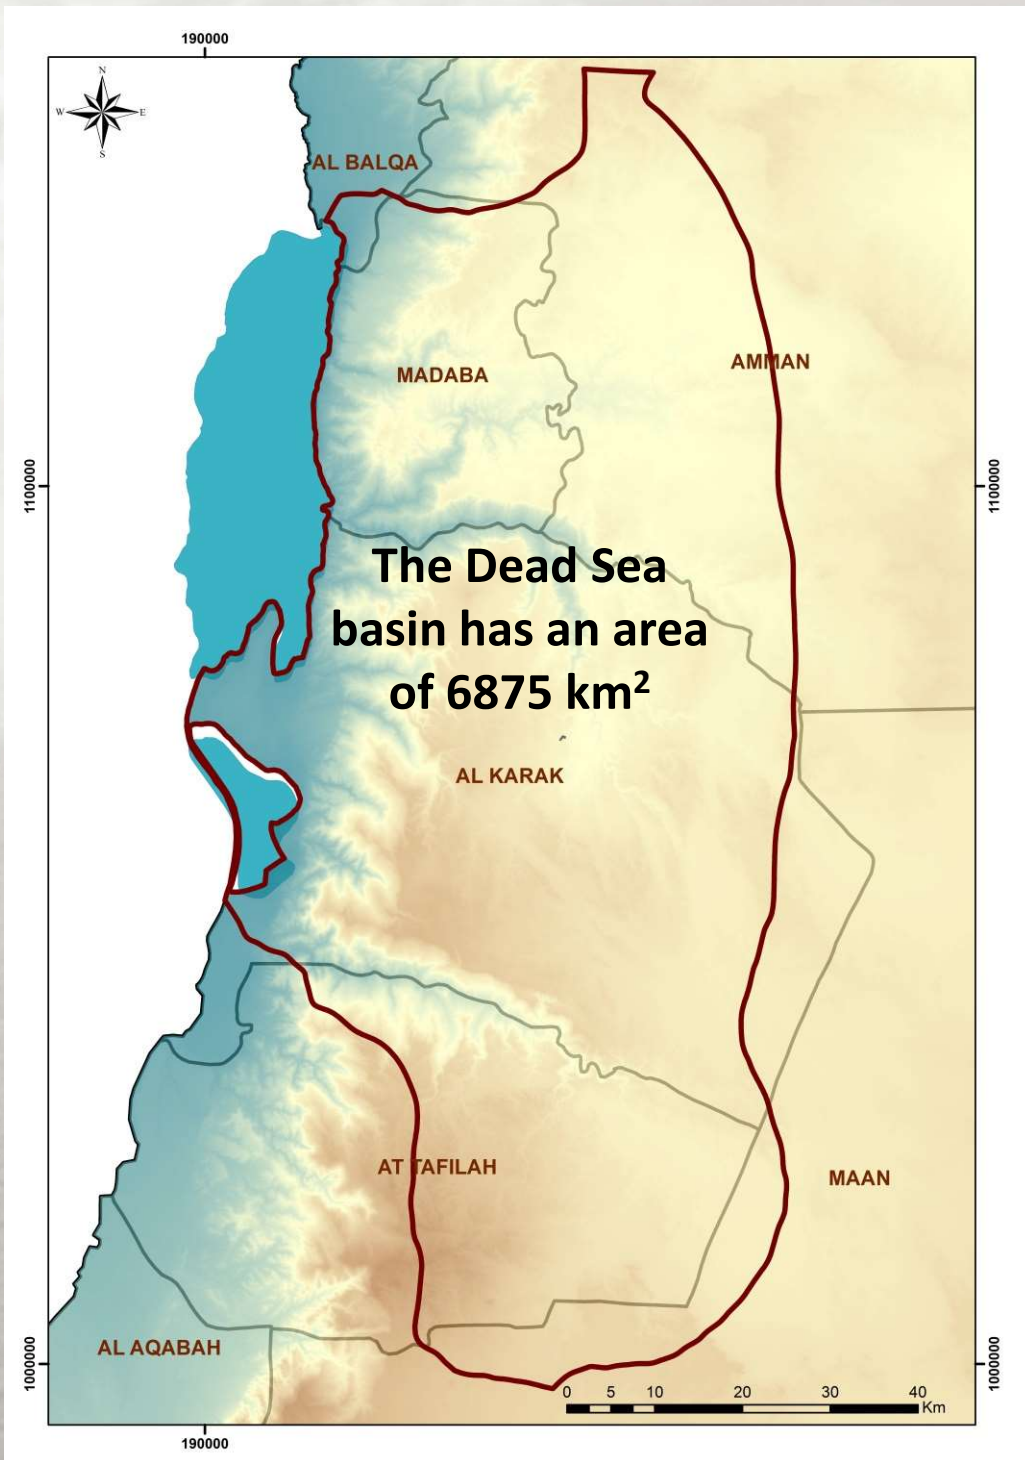 190000
N
W E
S
AL BALQA
MADABA
AMMAN
1100000
1100000
The Dead Sea
basin has an area
of 6875 km²
AL KARAK
AT TAFILAH
MAAN
AL AQABAH
1000000
1000000
0 5 10 20 30 40
Km
190000